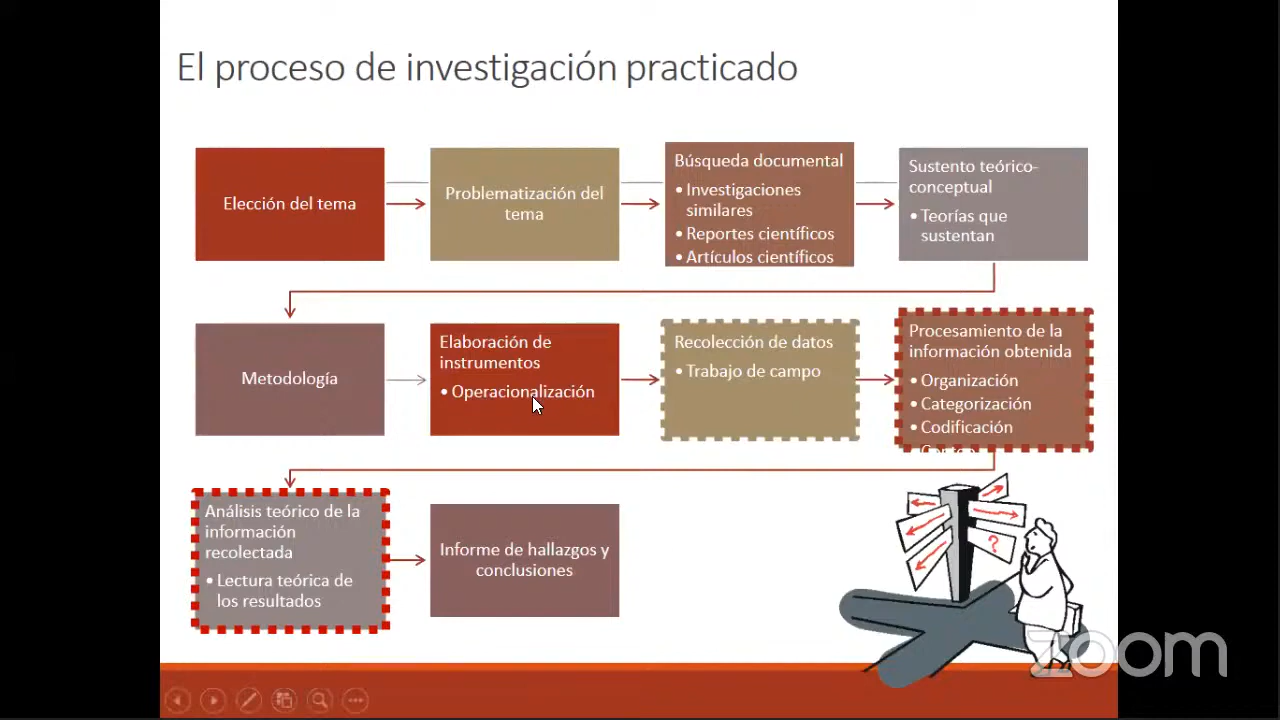 El proceso de investigación practicado
Elección del tema
Problematización del
tema
Búsqueda documental
• Investigaciones
similares
• Reportes científicos
• Artículos científicos
Sustento teórico-
conceptual
• Teorías que
sustentan
Metodología
Elaboración de
instrumentos
• Operacionalización
Recolección de datos
• Trabajo de campo
Procesamiento de la
información obtenida
• Organización
• Categorización
• Codificación
Análisis teórico de la
información
recolectada
• Lectura teórica de
los resultados
Informe de hallazgos y
conclusiones
?
zoom